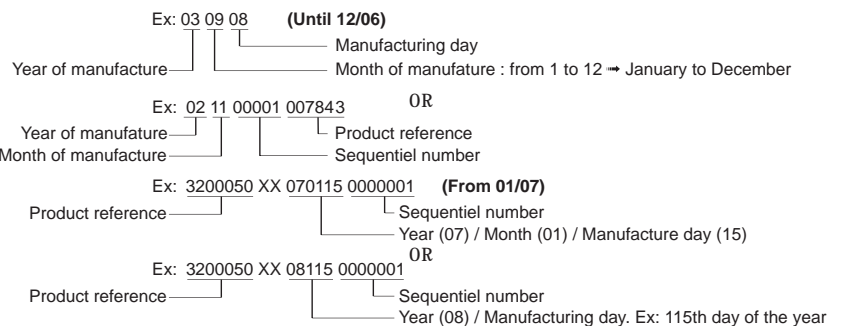 Ex: 03 09 08 (Until 12/06)
Manufacturing day
Year of manufacture Month of manufature : from 1 to 12 ➟ January to December
OR
Ex: 02 11 00001 007843
Year of manufature Product reference
Month of manufacture Sequentiel number
Ex: 3200050 XX 070115 0000001 (From 01/07)
Product reference Sequentiel number
Year (07) / Month (01) / Manufacture day (15)
OR
Ex: 3200050 XX 08115 0000001
Product reference Sequentiel number
Year (08) / Manufacturing day. Ex: 115th day of the year